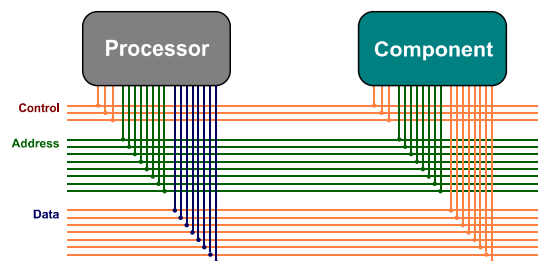 Processor
Component
Control
Address
Data